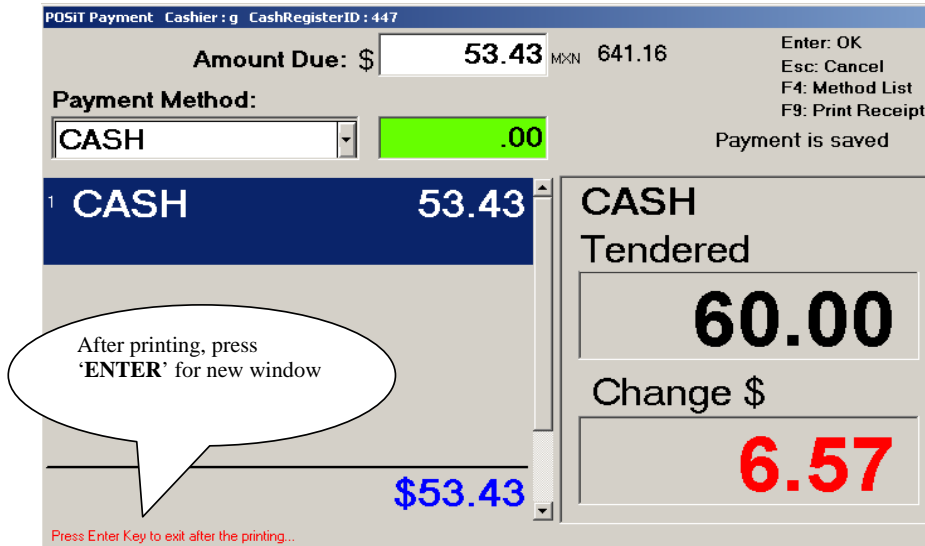 POSiT Payment Cashier : g CashRegisterID : 447
Amount Due: $ 53.43 MXN 641.16
Enter: OK
Esc: Cancel
F4: Method List
F9: Print Receipt
Payment Method:
CASH .00
Payment is saved
1 CASH 53.43
CASH
Tendered
60.00
After printing, press
‘ENTER’ for new window
Change $
6.57
$53.43
Press Enter Key to exit after the printing...